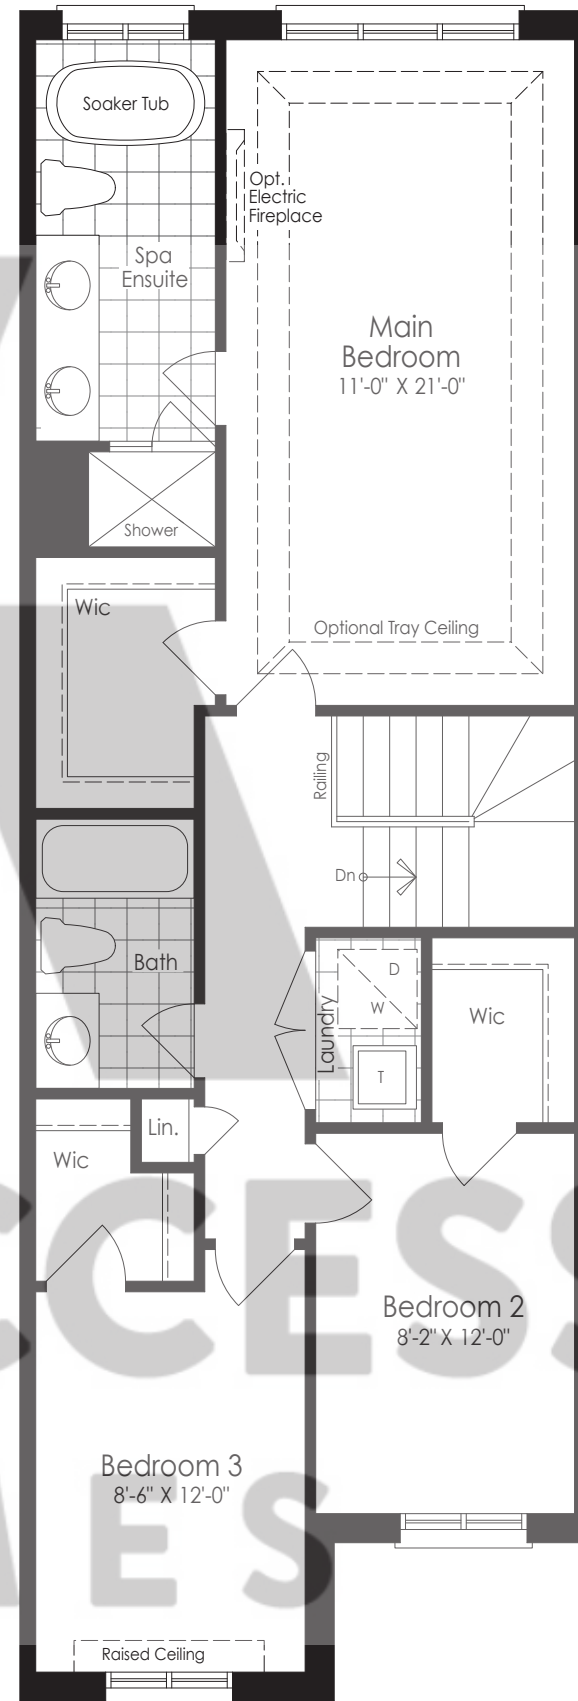 Soaker Tub
Opt.
Electric
Fireplace
Spa
Ensuite
Main
Bedroom
11'-0" X 21'-0"
Shower
Wic
Optional Tray Ceiling
Railing
Dn
Bath
Laundry
D
W
T
Wic
Lin.
Wic
Bedroom 2
8'-2" X 12'-0"
Bedroom 3
8'-6" X 12'-0"
Raised Ceiling